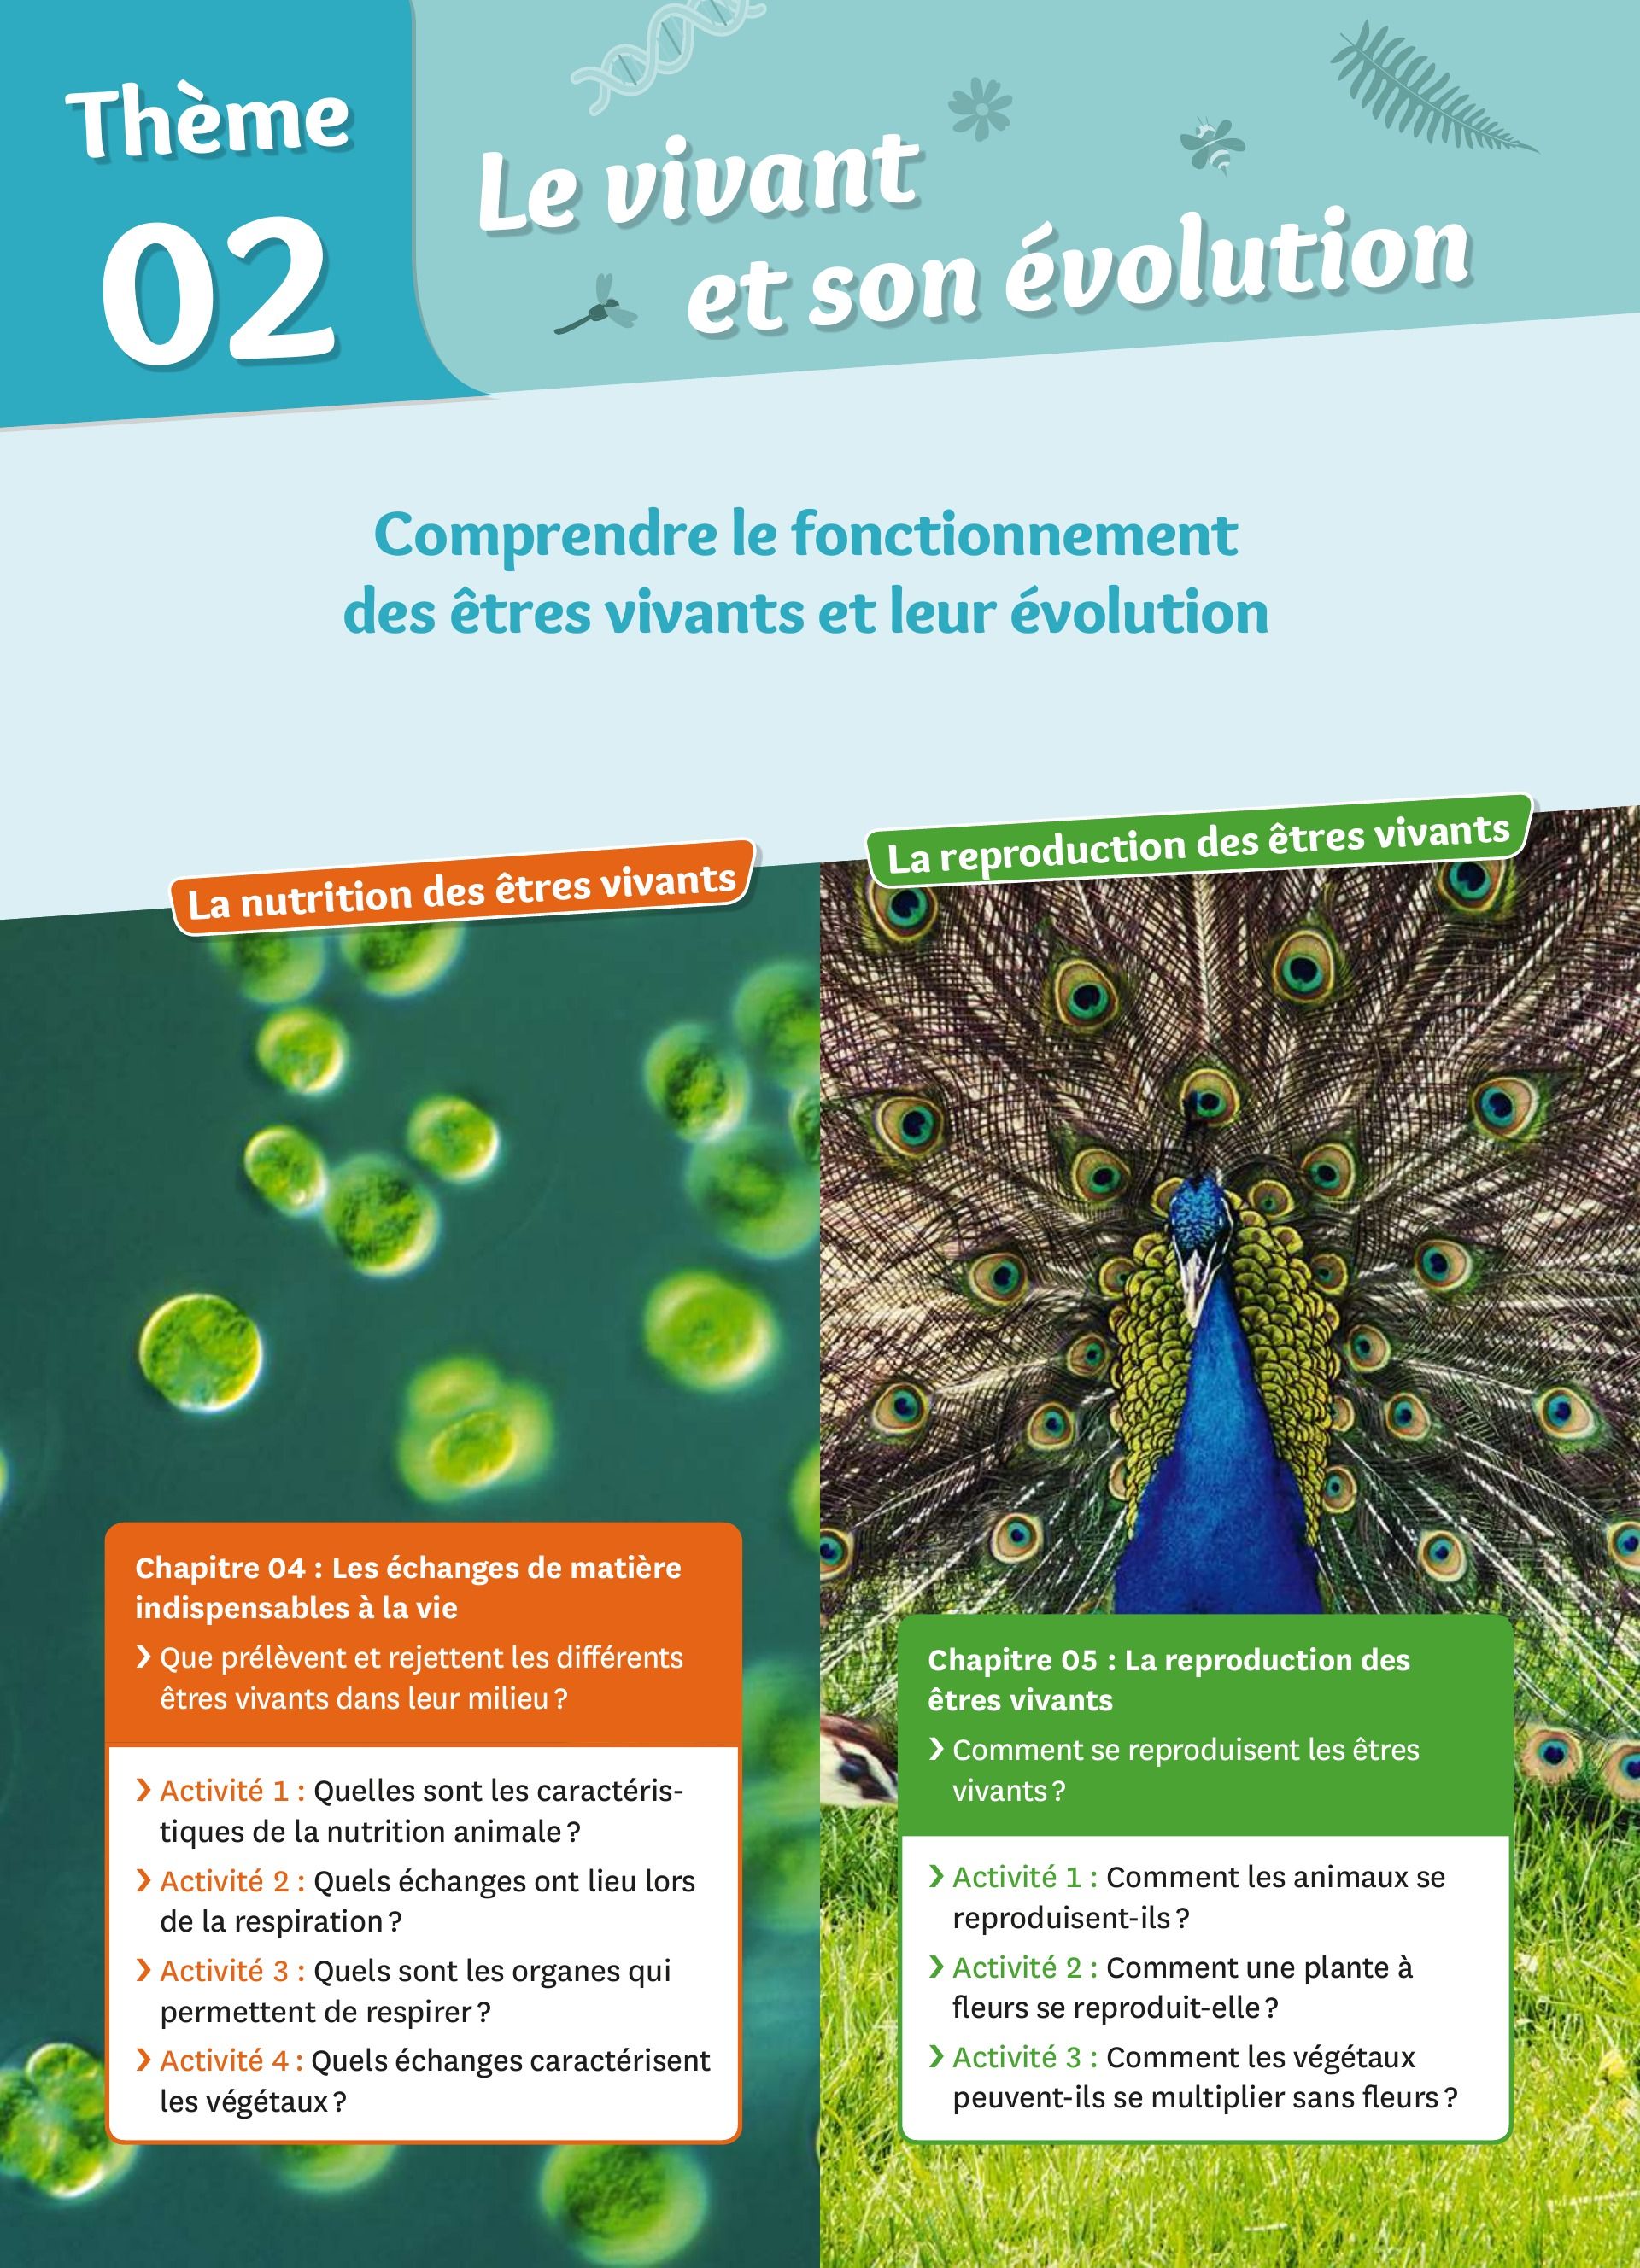 Thème
02
Le vivant
et son évolution
Comprendre le fonctionnement
des êtres vivants et leur évolution
La nutrition des êtres vivants
Chapitre 04 : Les échanges de matière
indispensables à la vie
› Que prélèvent et rejettent les différents
êtres vivants dans leur milieu ?
› Activité 1 : Quelles sont les caractéris-
tiques de la nutrition animale ?
› Activité 2 : Quels échanges ont lieu lors
de la respiration ?
› Activité 3 : Quels sont les organes qui
permettent de respirer ?
› Activité 4 : Quels échanges caractérisent
les végétaux ?
La reproduction des êtres vivants
Chapitre 05 : La reproduction des
êtres vivants
› Comment se reproduisent les êtres
vivants ?
› Activité 1 : Comment les animaux se
reproduisent-ils ?
› Activité 2 : Comment une plante à
fleurs se reproduit-elle ?
› Activité 3 : Comment les végétaux
peuvent-ils se multiplier sans fleurs ?